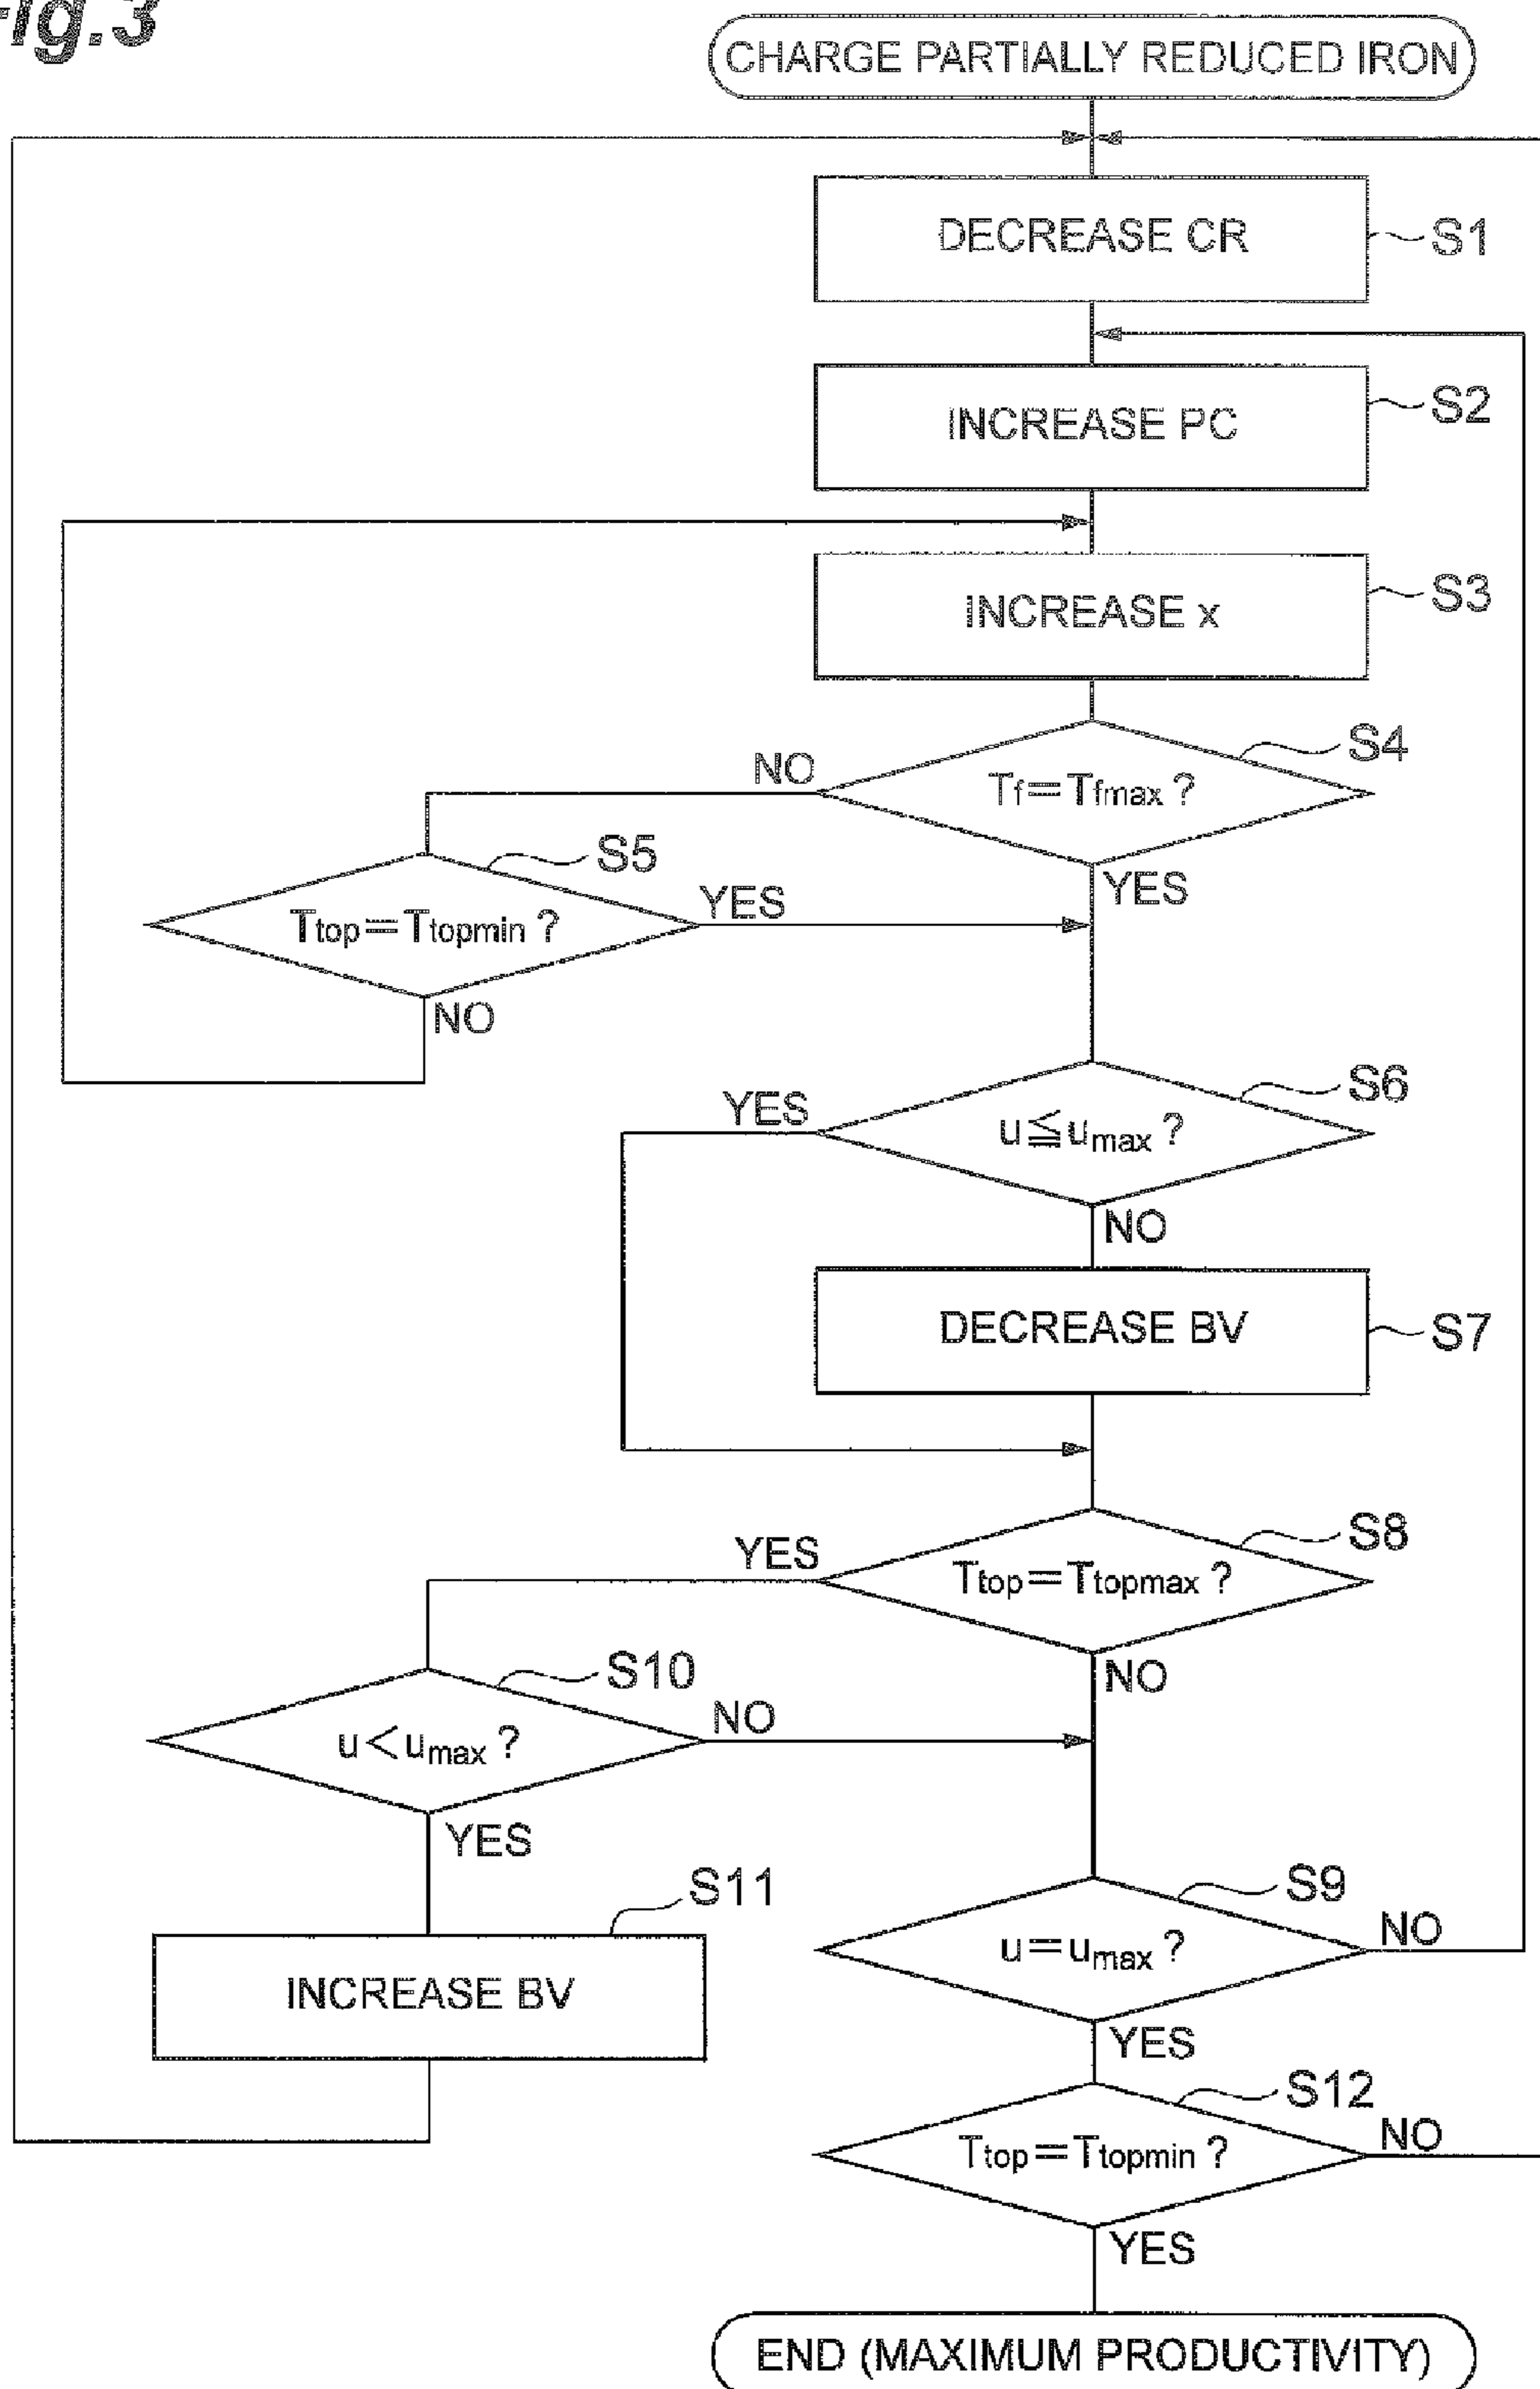 Fig.3
CHARGE PARTIALLY REDUCED IRON
DECREASE CR
S1
INCREASE PC
S2
INCREASE x
S3
S4
NO
Tf=Tfmax ?
YES
S5
Ttop=Ttopmin ?
YES
NO
S6
YES
u≦umax ?
NO
DECREASE BV
S7
S8
YES
Ttop=Ttopmax ?
NO
S10
u<umax ?
NO
YES
S11
INCREASE BV
S9
u=umax ?
NO
YES
S12
Ttop=Ttopmin ?
NO
YES
END (MAXIMUM PRODUCTIVITY)